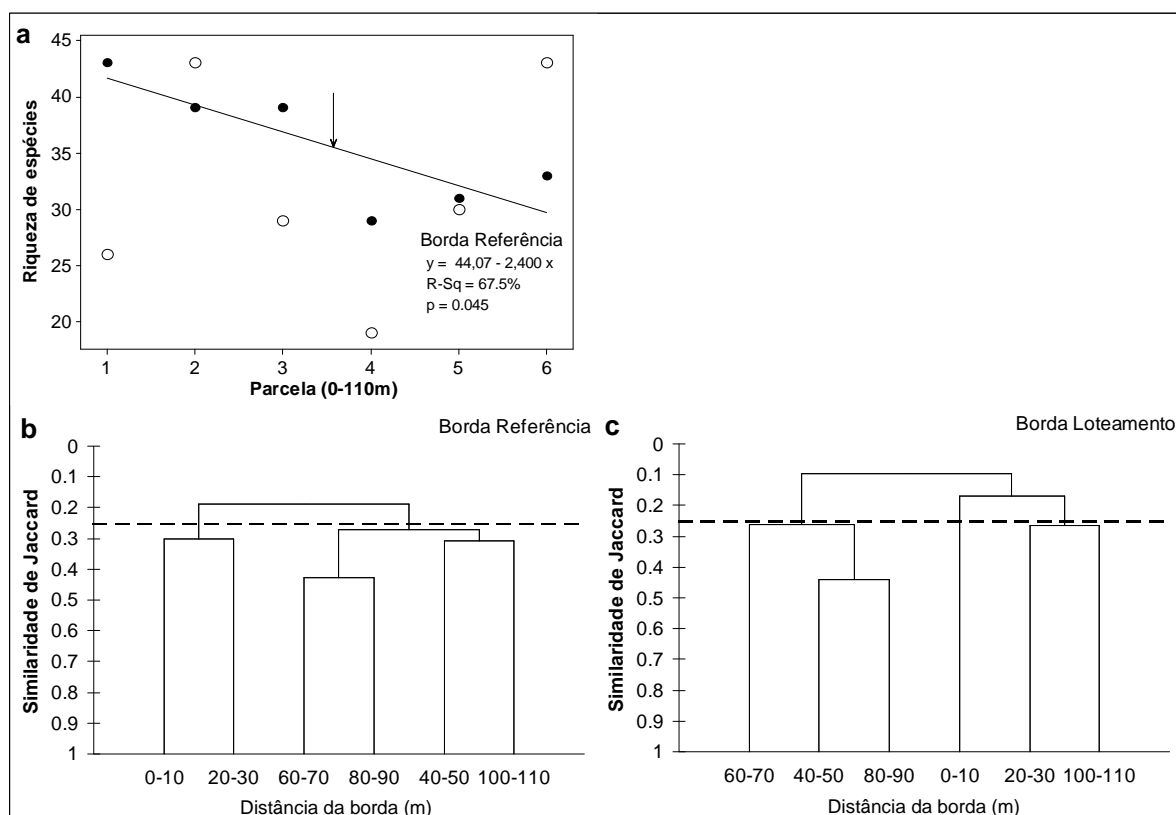 a
Riqueza de espécies
45
40
35
30
25
20
Borda Referência
y = 44,07 - 2,400 x
R-Sq = 67.5%
p = 0.045
1 2 3 4 5 6
Parcela (0-110m)
b
Borda Referência
Similaridade de Jaccard
0
0.1
0.2
0.3
0.4
0.5
0.6
0.7
0.8
0.9
1
0-10 20-30 60-70 80-90 40-50 100-110
Distância da borda (m)
c
Borda Loteamento
Similaridade de Jaccard
0
0.1
0.2
0.3
0.4
0.5
0.6
0.7
0.8
0.9
1
60-70 40-50 80-90 0-10 20-30 100-110
Distância da borda (m)